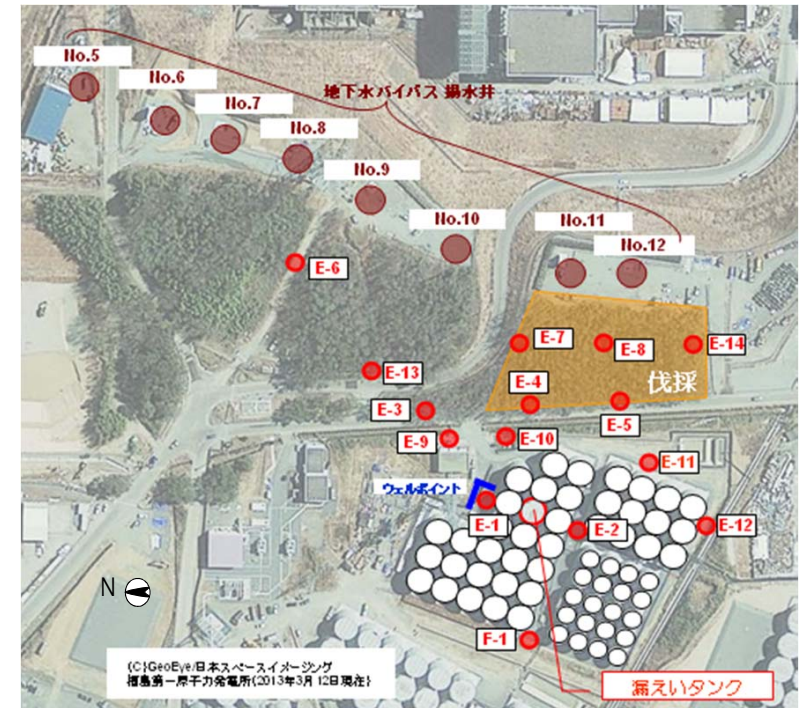 No.5
No.6
No.7
地下水バイパス 揚水井
No.8
No.9
No.10
No.11
No.12
E-6
E-7
E-8
E-14
E-13
伐採
E-4
E-3
E-5
E-9
E-10
E-11
ウェルポイント
E-1
E-2
E-12
N
F-1
(C)GeoEye/日本スペースイメージング
福島第一原子力発電所(2013年3月12日現在)
漏えいタンク